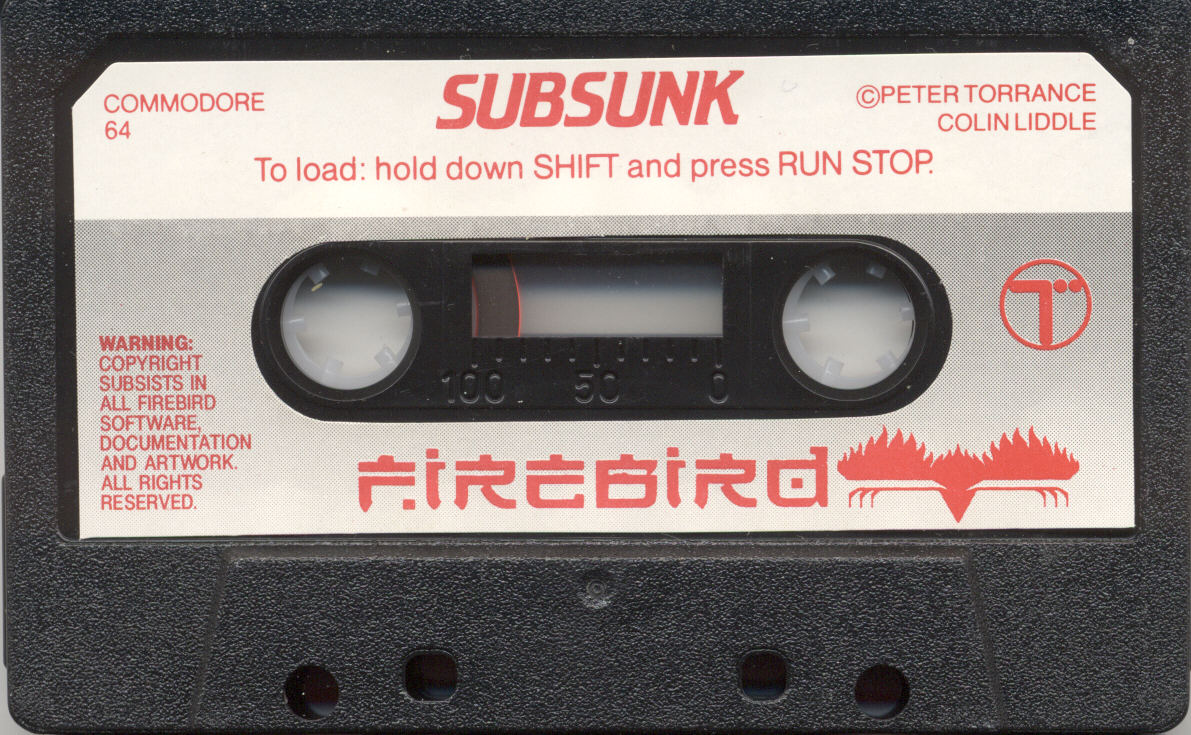 SUBSUNK
COMMODORE
64
©PETER TORRANCE
COLIN LIDDLE
To load: hold down SHIFT and press RUN STOP.
100 50 0
WARNING:
COPYRIGHT
SUBSISTS IN
ALL FIREBIRD
SOFTWARE,
DOCUMENTATION
AND ARTWORK.
ALL RIGHTS
RESERVED.
FIREBIRD